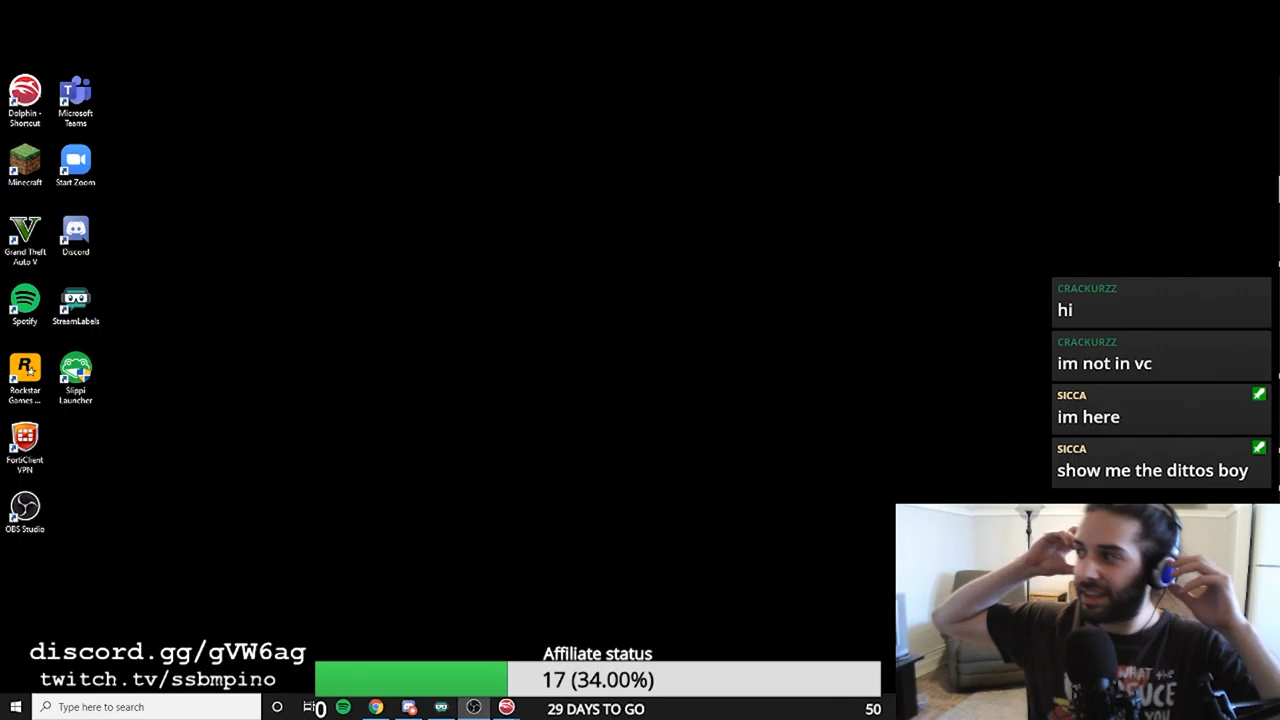 Dolphin -
Shortcut
Microsoft
Teams
Minecraft
Start Zoom
V
Grand Theft
Auto V
Discord
Spotify
StreamLabels
R
Rockstar
Games ...
Slippi
Launcher
FortiClient
VPN
OBS Studio
CRACKURZZ
hi
CRACKURZZ
im not in vc
SICCA
im here
SICCA
show me the dittos boy
WHAT the
discord.gg/gVW6ag
twitch.tv/ssbmpino
Affiliate status
17 (34.00%)
Type here to search
0
29 DAYS TO GO
50